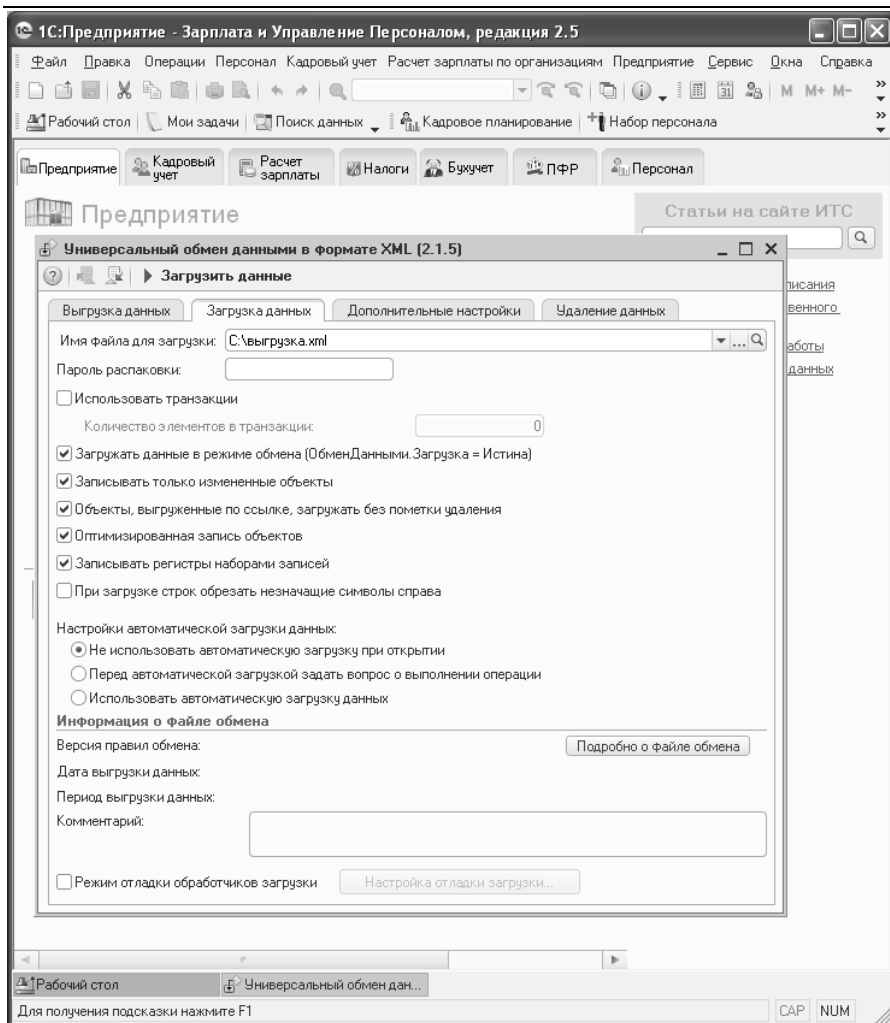 1С:Предприятие - Зарплата и Управление Персоналом, редакция 2.5
Файл Правка Операции Персонал Кадровый учет Расчет зарплаты по организациям Предприятие Сервис Окна Справка
M M+ M-
Рабочий стол Мои задачи Поиск данных Кадровое планирование Набор персонала
Предприятие Кадровый учет Расчет зарплаты Налоги Бухучет ПФР Персонал
Предприятие
Статьи на сайте ИТС
Универсальный обмен данными в формате XML (2.1.5)
Загрузить данные
писания
Выгрузка данных Загрузка данных Дополнительные настройки Удаление данных
венного
Имя файла для загрузки: C:\выгрузка.xml
аботы
Пароль распаковки:
данных
Использовать транзакции
Количество элементов в транзакции: 0
Загружать данные в режиме обмена (ОбменДанными.Загрузка = Истина)
Записывать только измененные объекты
Объекты, выгруженные по ссылке, загружать без пометки удаления
Оптимизированная запись объектов
Записывать регистры наборами записей
При загрузке строк обрезать незначащие символы справа
Настройки автоматической загрузки данных:
Не использовать автоматическую загрузку при открытии
Перед автоматической загрузкой задать вопрос о выполнении операции
Использовать автоматическую загрузку данных
Информация о файле обмена
Версия правил обмена: Подробно о файле обмена
Дата выгрузки данных:
Период выгрузки данных:
Комментарий:
Режим отладки обработчиков загрузки Настройка отладки загрузки...
Рабочий стол Универсальный обмен дан...
Для получения подсказки нажмите F1 CAP NUM